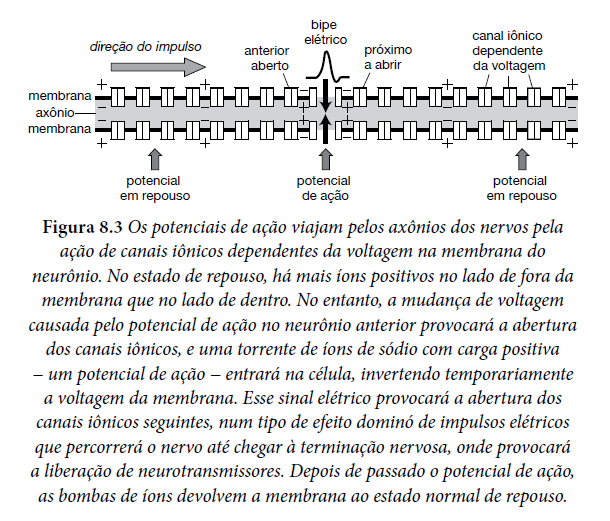 bipe
elétrico
direção do impulso
anterior
aberto
próximo
a abrir
canal iônico
dependente
da voltagem
membrana
axônio
membrana
potencial
em repouso
potencial
de ação
potencial
em repouso
Figura 8.3 Os potenciais de ação viajam pelos axônios dos nervos pela
ação de canais iônicos dependentes da voltagem na membrana do
neurônio. No estado de repouso, há mais íons positivos no lado de fora da
membrana que no lado de dentro. No entanto, a mudança de voltagem
causada pelo potencial de ação no neurônio anterior provocará a abertura
dos canais iônicos, e uma torrente de íons de sódio com carga positiva
– um potencial de ação – entrará na célula, invertendo temporariamente
a voltagem da membrana. Esse sinal elétrico provocará a abertura dos
canais iônicos seguintes, num tipo de efeito dominó de impulsos elétricos
que percorrerá o nervo até chegar à terminação nervosa, onde provocará
a liberação de neurotransmissores. Depois de passado o potencial de ação,
as bombas de íons devolvem a membrana ao estado normal de repouso.